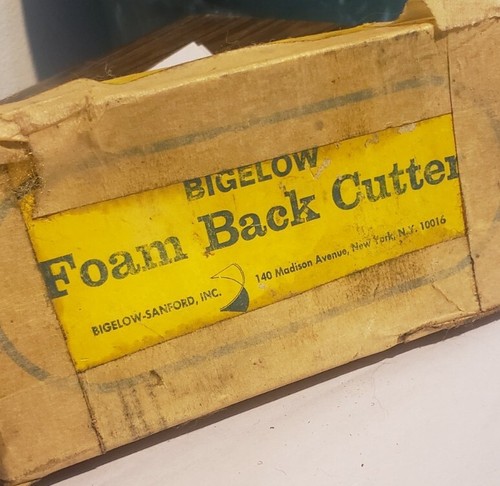 BIGELOW
Foam Back Cutter
BIGELOW-SANFORD, INC.
140 Madison Avenue, New York, N.Y. 10016